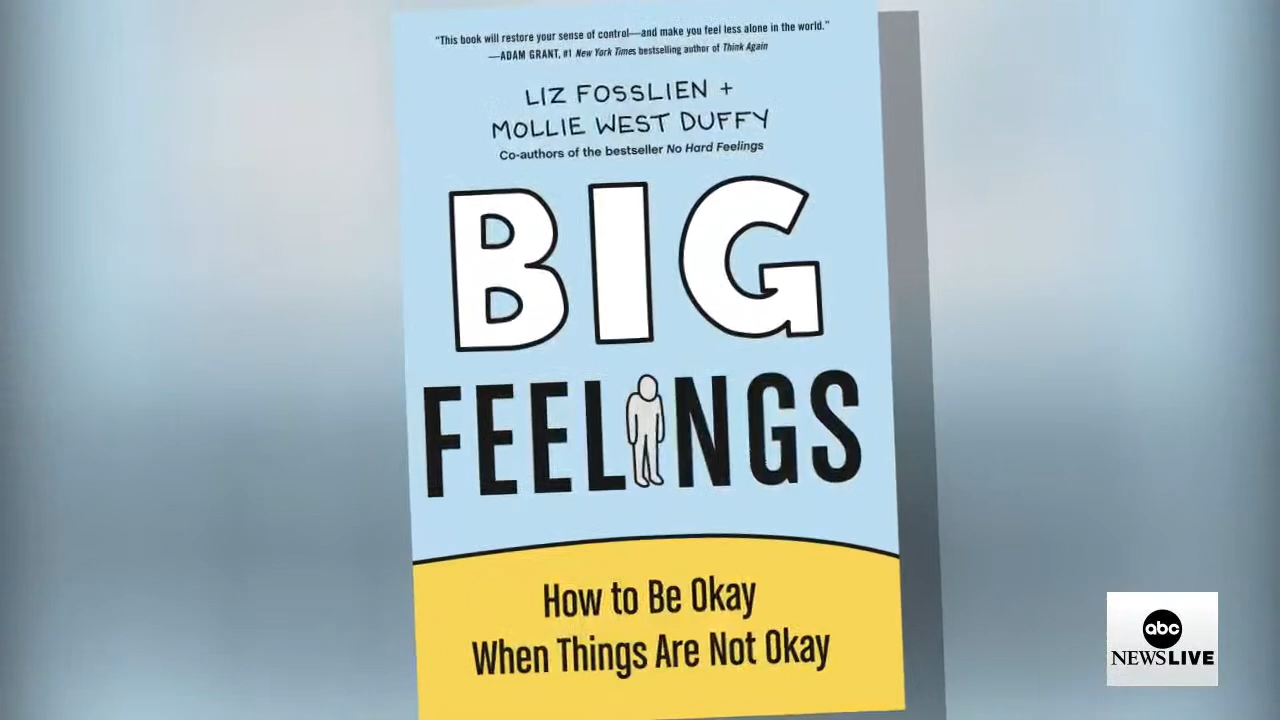 "This book will restore your sense of control—and make you feel less alone in the world."
—ADAM GRANT, #1 New York Times bestselling author of Think Again
LIZ FOSSLIEN +
MOLLIE WEST DUFFY
Co-authors of the bestseller No Hard Feelings
BIG
FEELINGS
How to Be Okay
When Things Are Not Okay
abc
NEWSLIVE